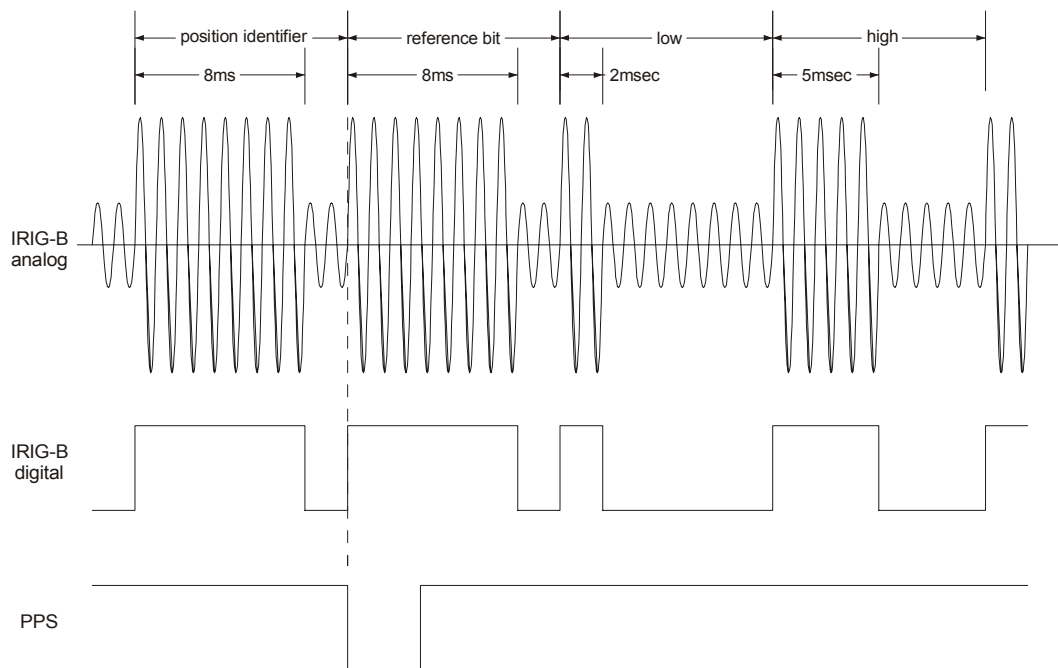 position identifier
reference bit
low
high
8ms
8ms
2msec
5msec
IRIG-B
analog
IRIG-B
digital
PPS